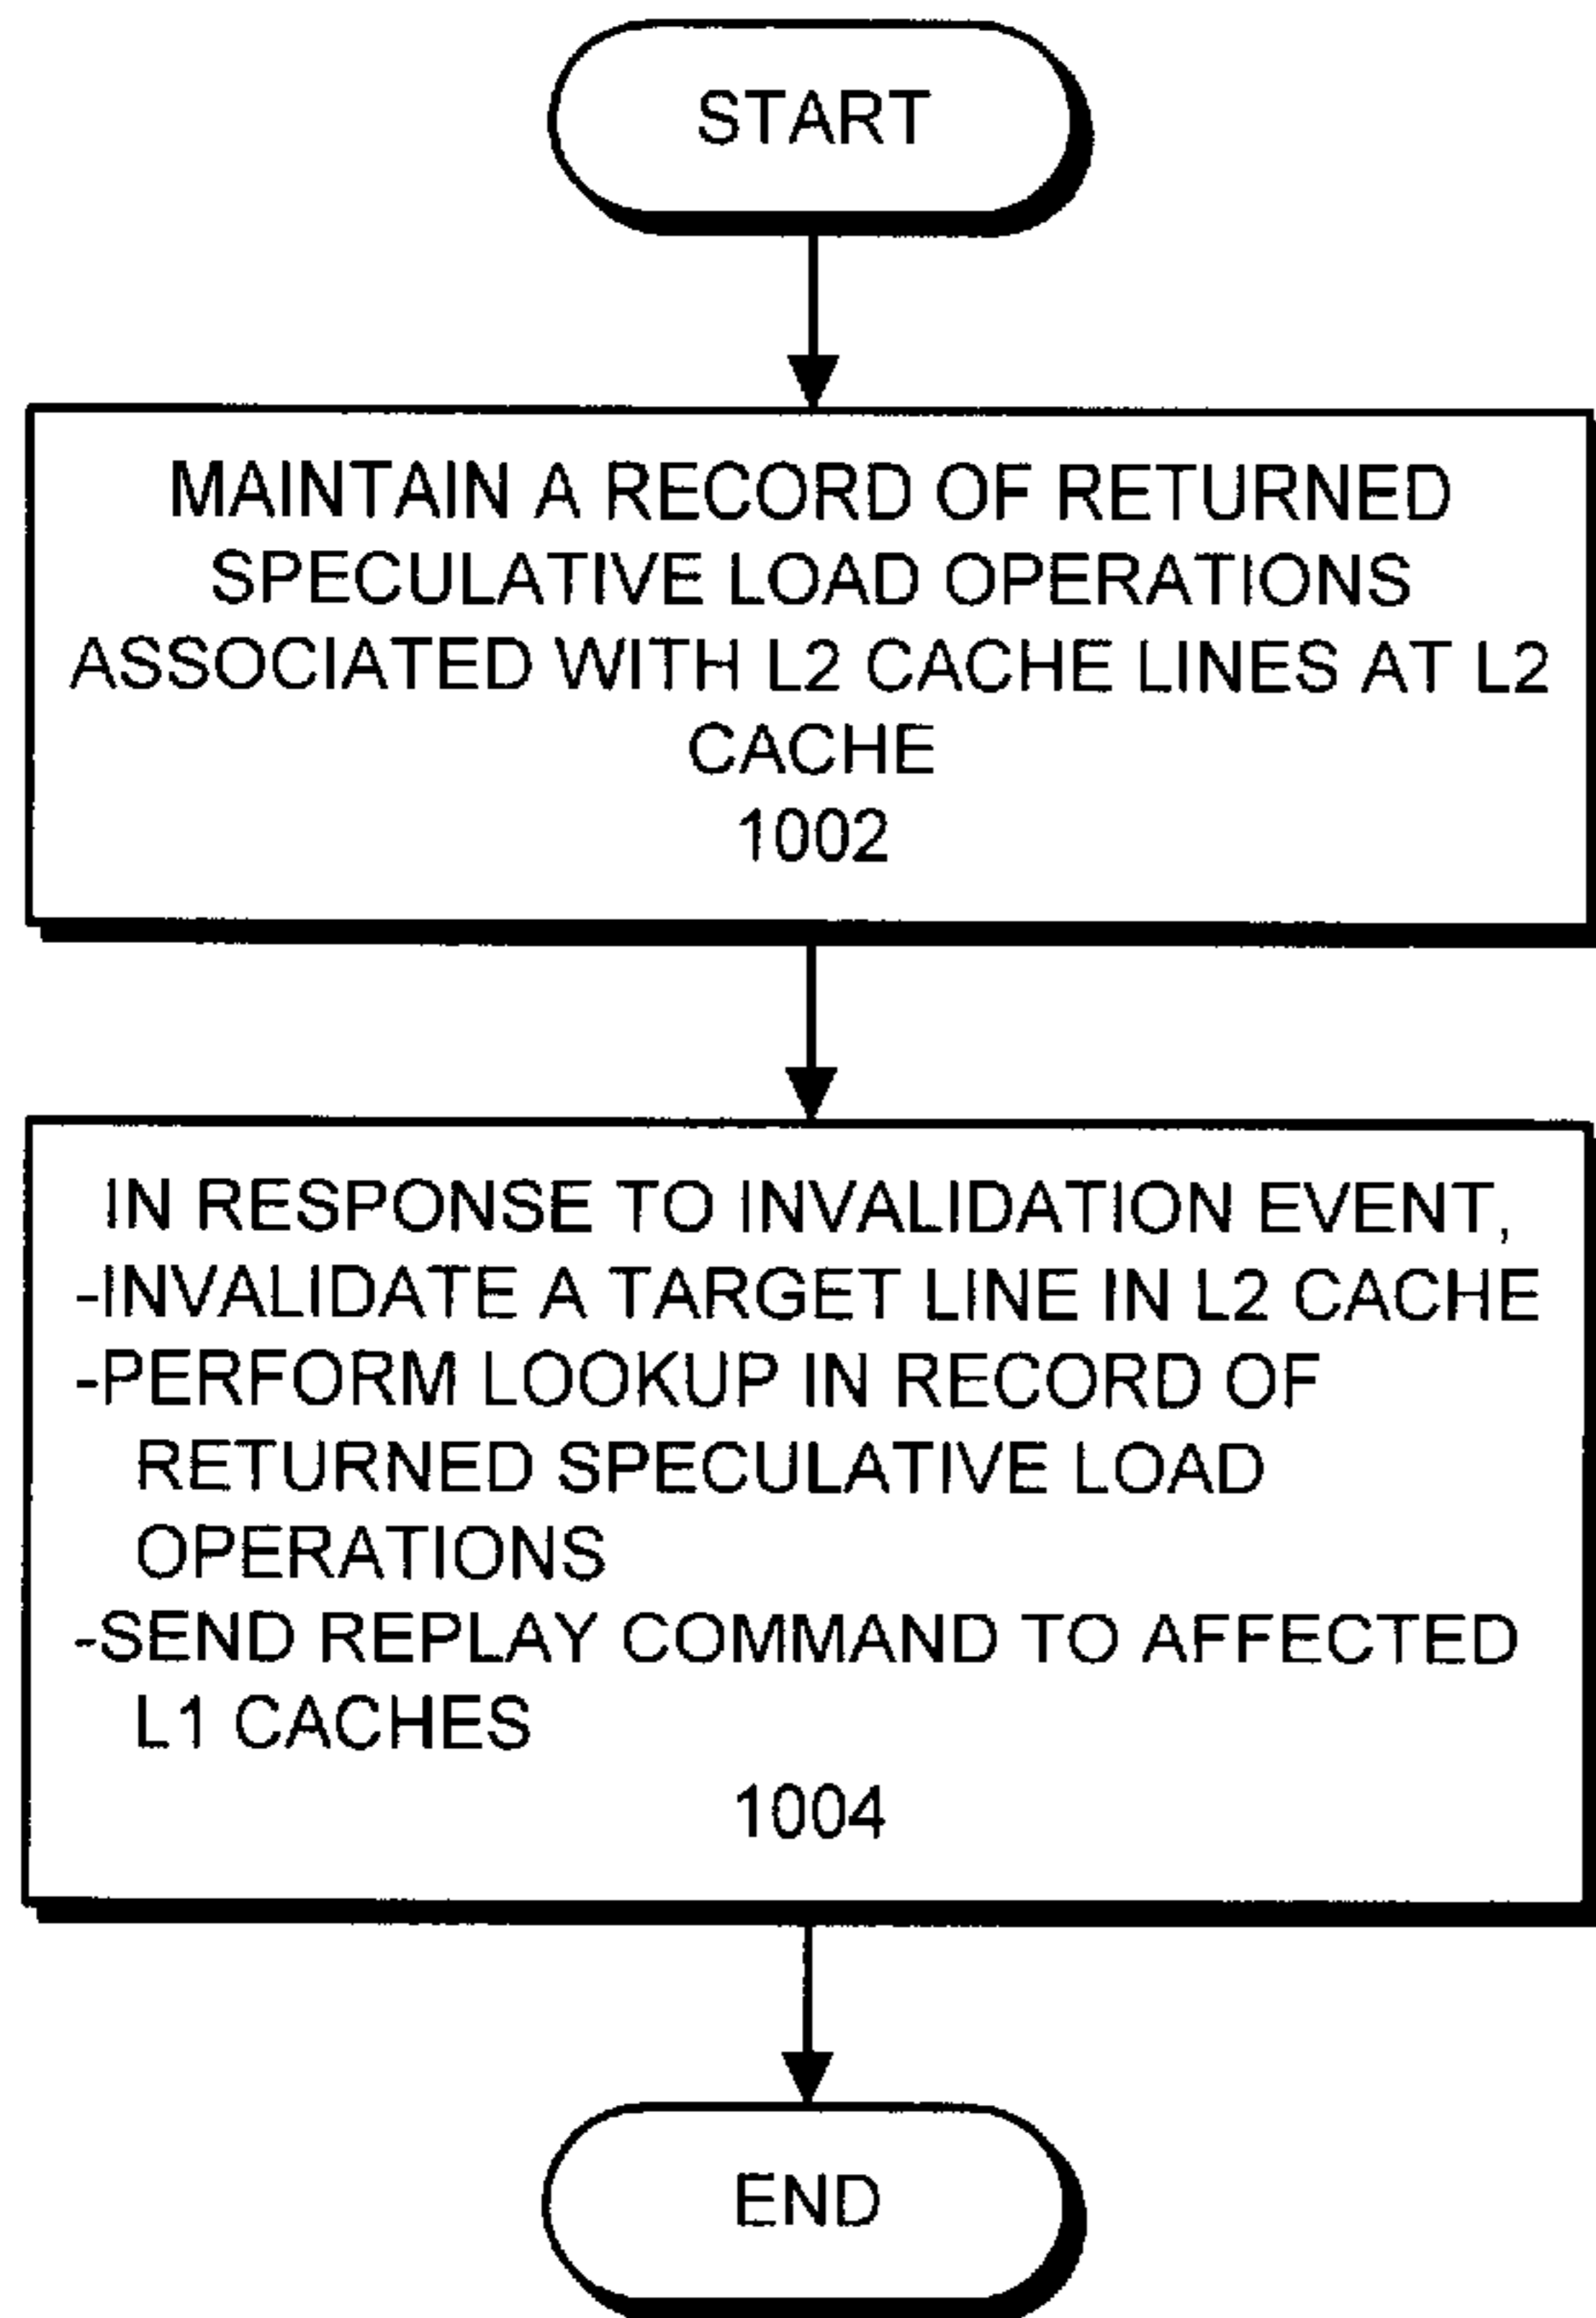 START
MAINTAIN A RECORD OF RETURNED
SPECULATIVE LOAD OPERATIONS
ASSOCIATED WITH L2 CACHE LINES AT L2
CACHE
1002
IN RESPONSE TO INVALIDATION EVENT,
-INVALIDATE A TARGET LINE IN L2 CACHE
-PERFORM LOOKUP IN RECORD OF
RETURNED SPECULATIVE LOAD
OPERATIONS
-SEND REPLAY COMMAND TO AFFECTED
L1 CACHES
1004
END